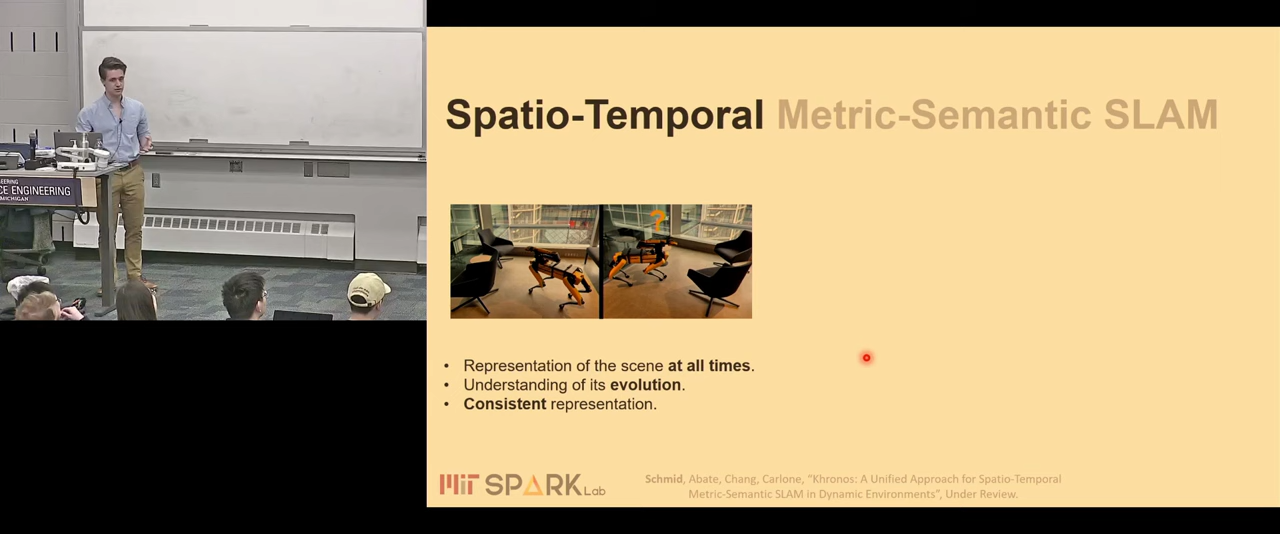 Spatio-Temporal Metric-Semantic SLAM
?
• Representation of the scene at all times.
• Understanding of its evolution.
• Consistent representation.
MIT SPARK Lab
Schmid, Abate, Chang, Carlone, "Khronos: A Unified Approach for Spatio-Temporal
Metric-Semantic SLAM in Dynamic Environments", Under Review.
CE ENGINEERING
MICHIGAN